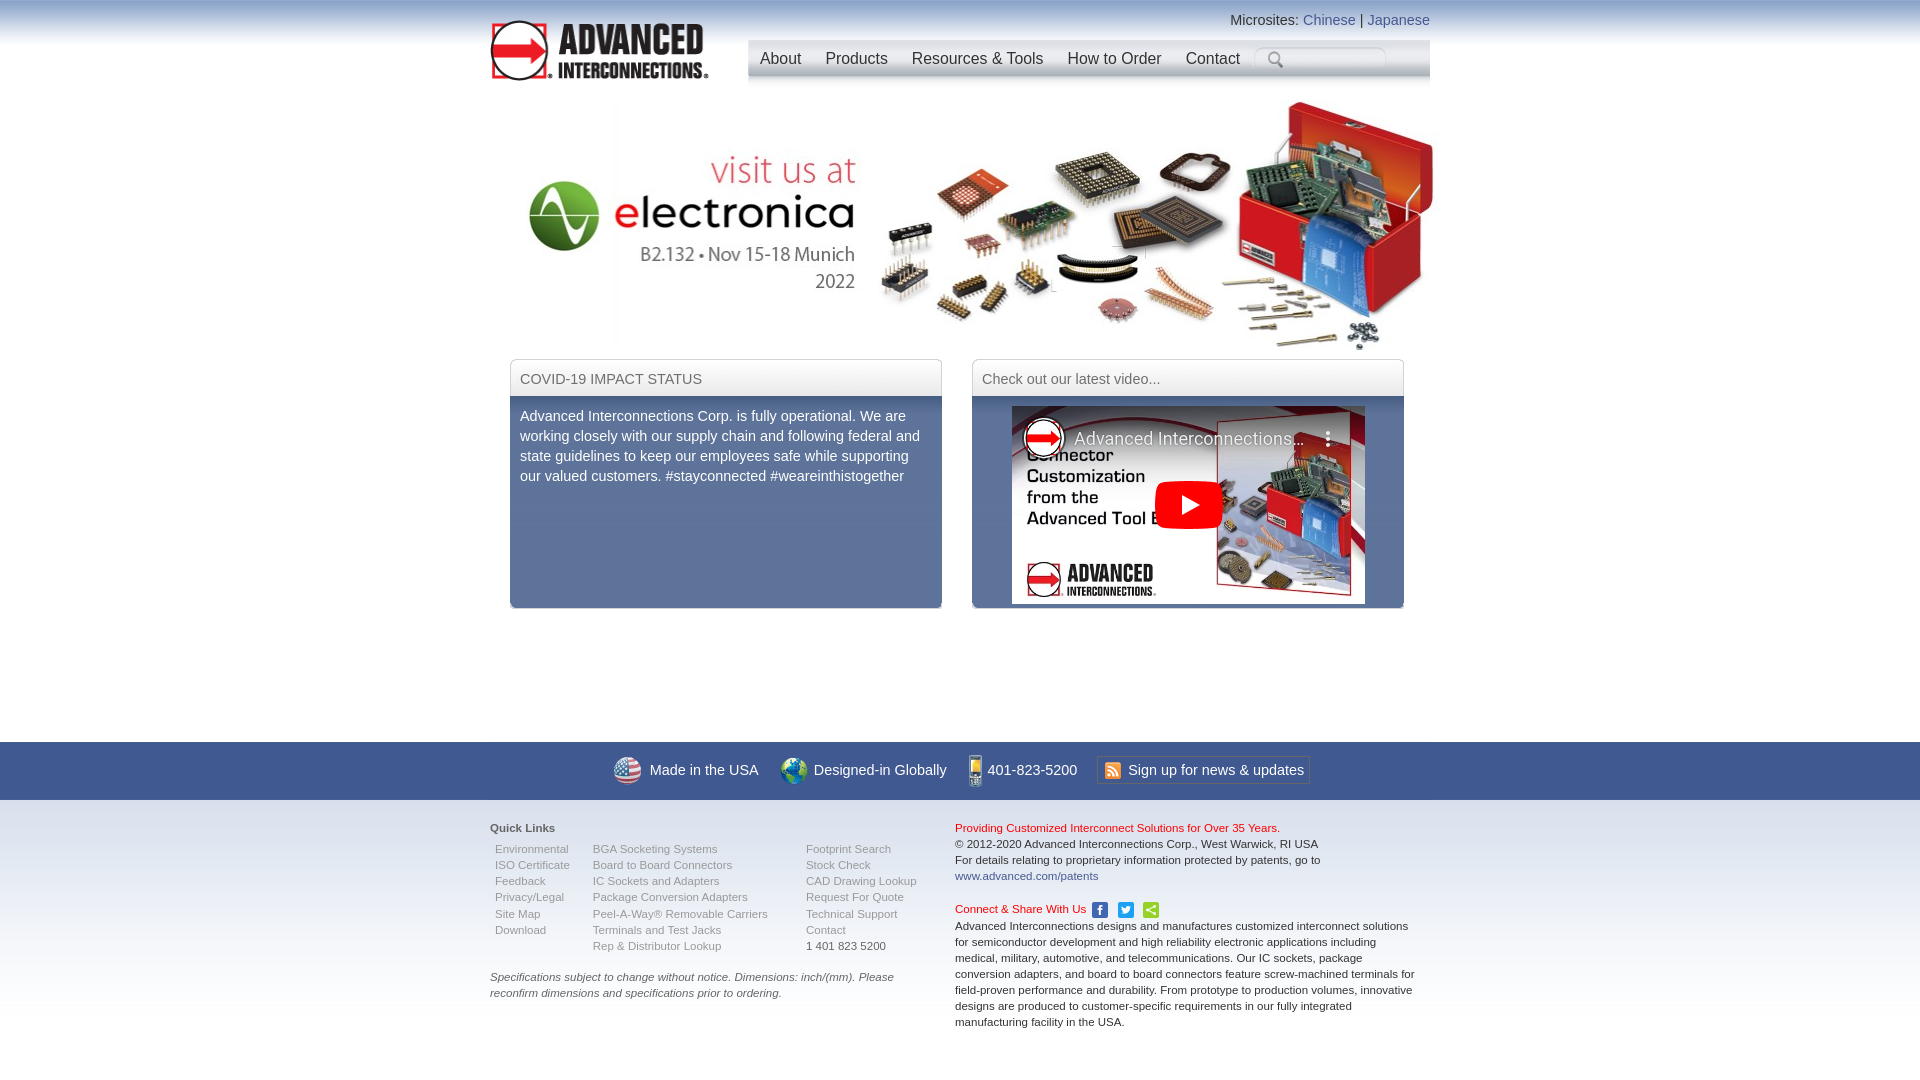 Microsites: Chinese | Japanese
ADVANCED
INTERCONNECTIONS.
About Products Resources & Tools How to Order Contact
visit us at
electronica
B2.132 • Nov 15-18 Munich
2022
COVID-19 IMPACT STATUS
Advanced Interconnections Corp. is fully operational. We are
working closely with our supply chain and following federal and
state guidelines to keep our employees safe while supporting
our valued customers. #stayconnected #weareinthistogether
Check out our latest video...
Advanced Interconnections...
Connector
Customization
from the
Advanced Tool
ADVANCED
INTERCONNECTIONS.
Made in the USA
Designed-in Globally
401-823-5200
Sign up for news & updates
Quick Links
Environmental
ISO Certificate
Feedback
Privacy/Legal
Site Map
Download
BGA Socketing Systems
Board to Board Connectors
IC Sockets and Adapters
Package Conversion Adapters
Peel-A-Way® Removable Carriers
Terminals and Test Jacks
Rep & Distributor Lookup
Footprint Search
Stock Check
CAD Drawing Lookup
Request For Quote
Technical Support
Contact
1 401 823 5200
Specifications subject to change without notice. Dimensions: inch/(mm). Please
reconfirm dimensions and specifications prior to ordering.
Providing Customized Interconnect Solutions for Over 35 Years.
© 2012-2020 Advanced Interconnections Corp., West Warwick, RI USA
For details relating to proprietary information protected by patents, go to
www.advanced.com/patents
Connect & Share With Us
Advanced Interconnections designs and manufactures customized interconnect solutions
for semiconductor development and high reliability electronic applications including
medical, military, automotive, and telecommunications. Our IC sockets, package
conversion adapters, and board to board connectors feature screw-machined terminals for
field-proven performance and durability. From prototype to production volumes, innovative
designs are produced to customer-specific requirements in our fully integrated
manufacturing facility in the USA.